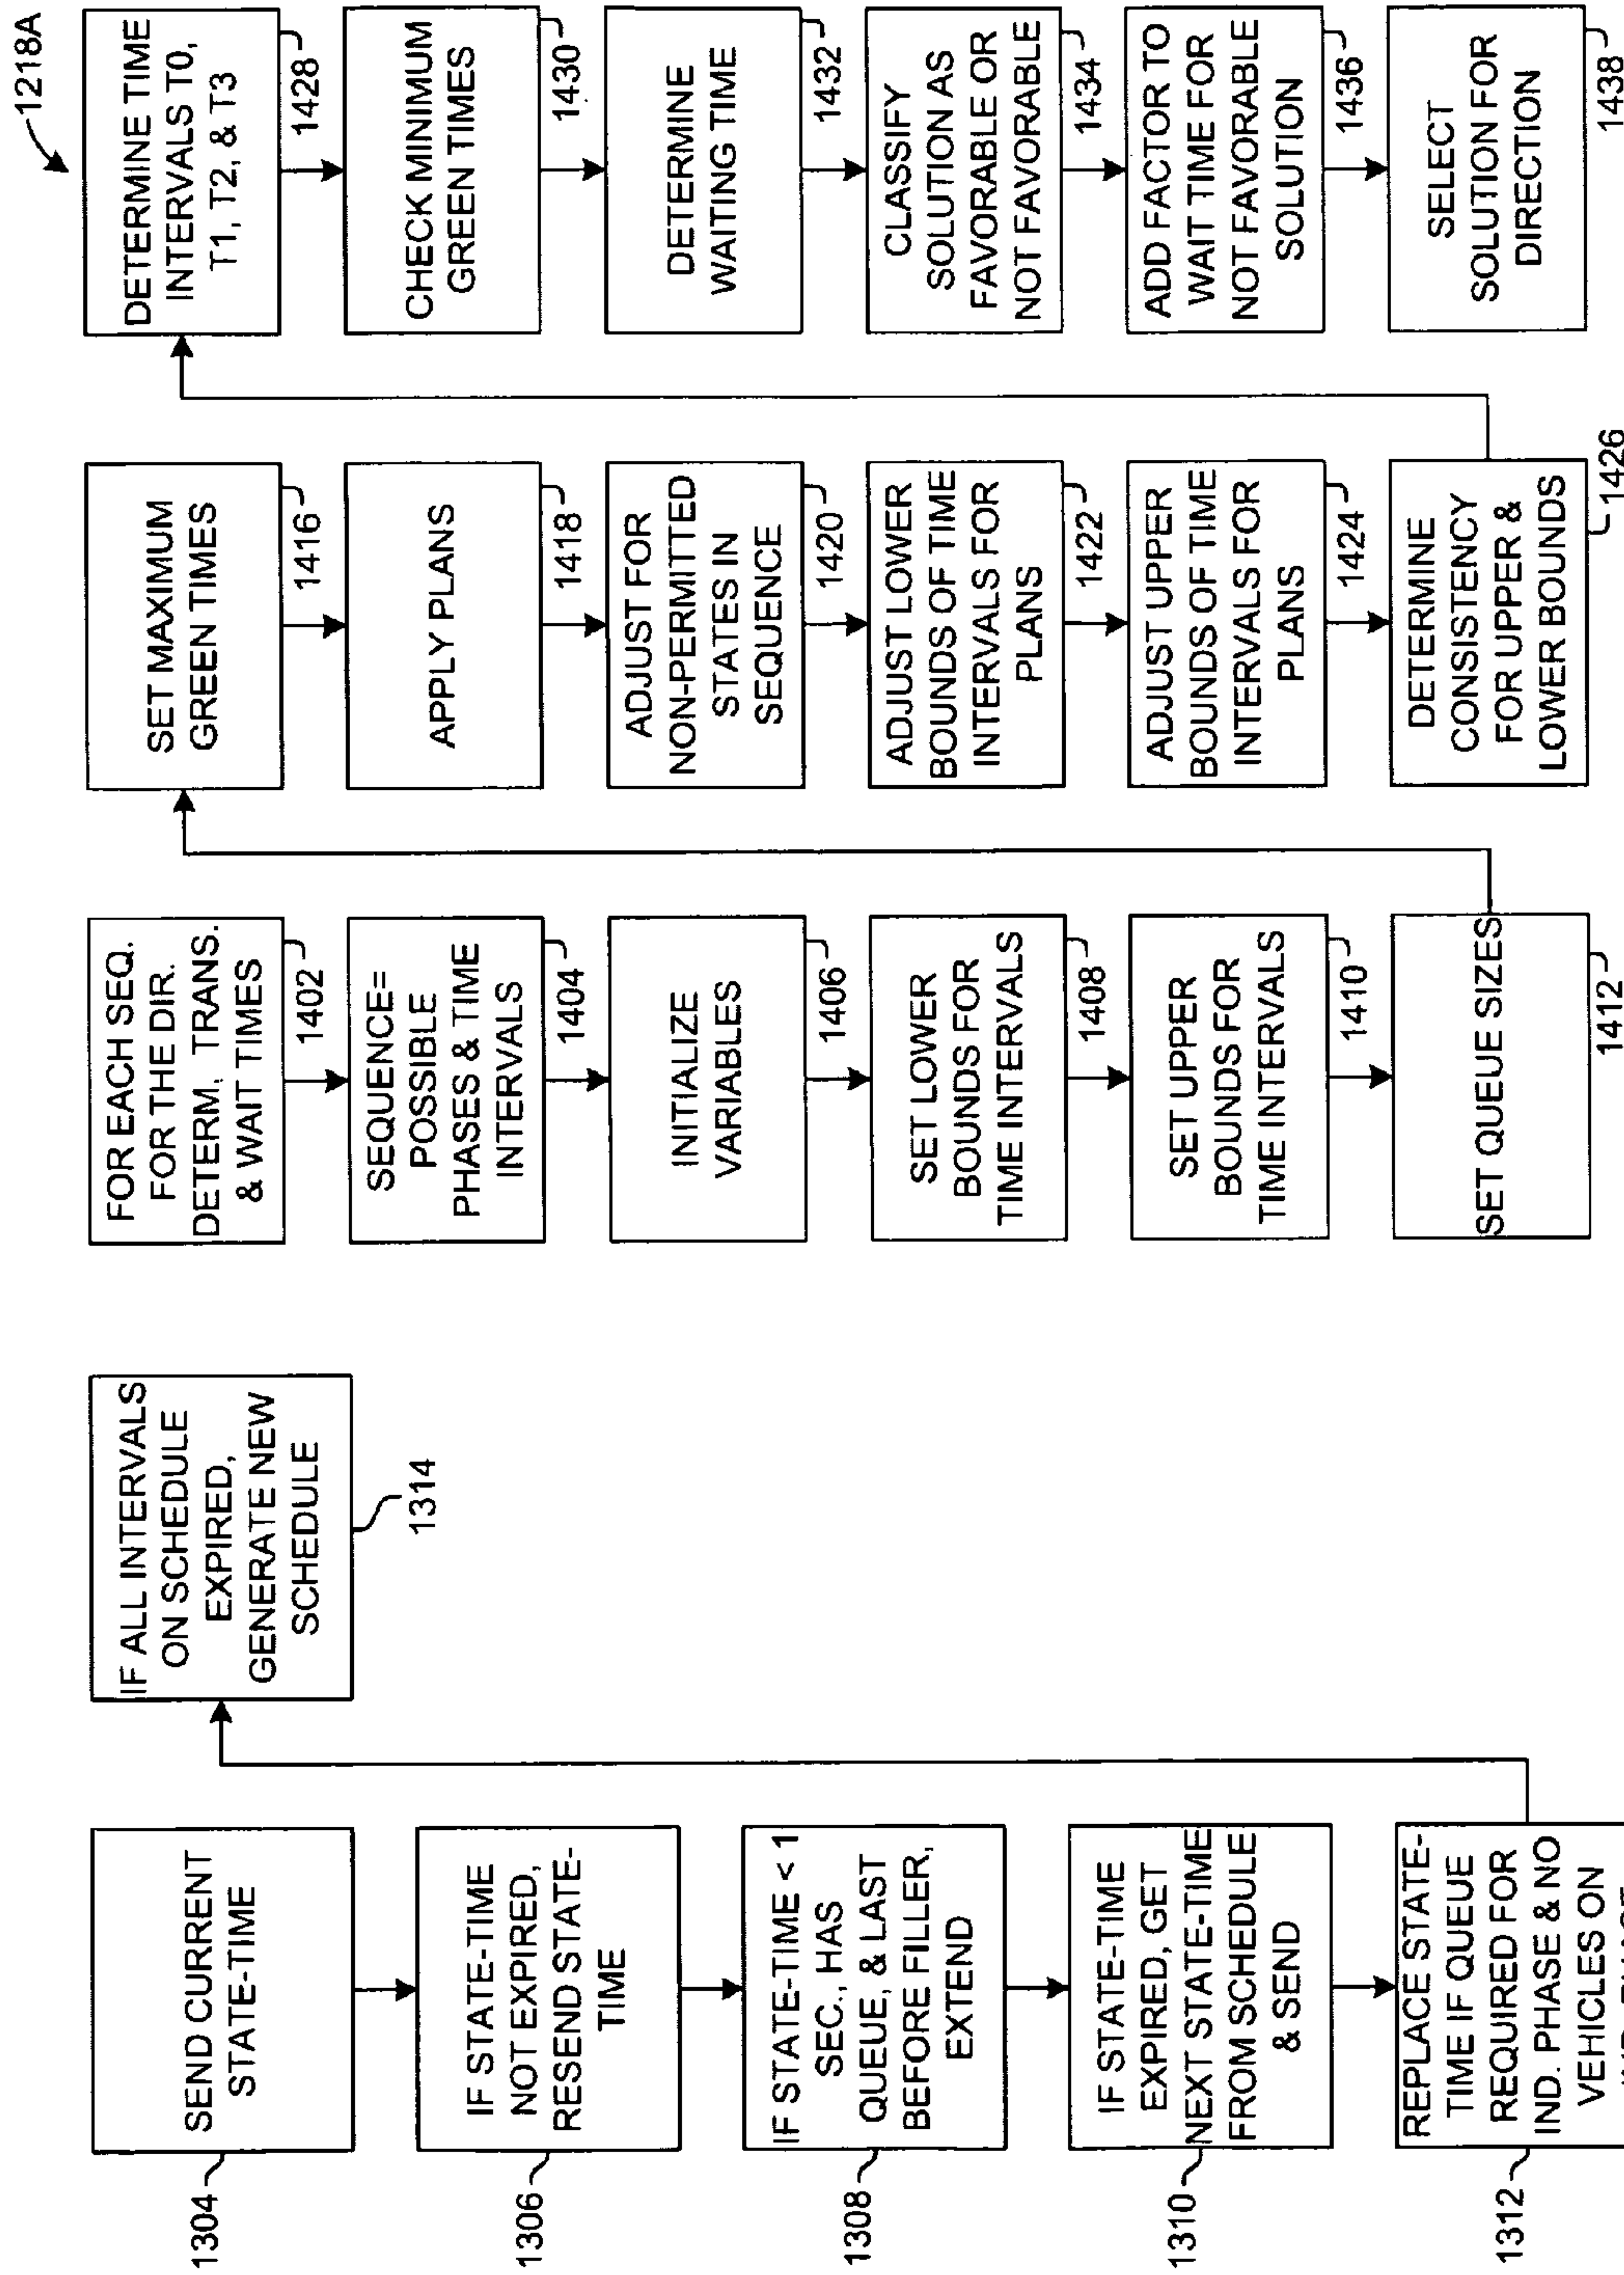 SEND CURRENT
STATE-TIME
1304
IF STATE-TIME
NOT EXPIRED,
RESEND STATE-
TIME
1306
IF STATE-TIME < 1
SEC., HAS
QUEUE, & LAST
BEFORE FILLER,
EXTEND
1308
IF STATE-TIME
EXPIRED, GET
NEXT STATE-TIME
FROM SCHEDULE
& SEND
1310
REPLACE STATE-
TIME IF QUEUE
REQUIRED FOR
IND. PHASE & NO
VEHICLES ON
1312
IF ALL INTERVALS
ON SCHEDULE
EXPIRED,
GENERATE NEW
SCHEDULE
1314
1218A
FOR EACH SEQ.
FOR THE DIR.
DETERM. TRANS.
& WAIT TIMES
1402
SEQUENCE=
POSSIBLE
PHASES & TIME
INTERVALS
1404
INITIALIZE
VARIABLES
1406
SET LOWER
BOUNDS FOR
TIME INTERVALS
1408
SET UPPER
BOUNDS FOR
TIME INTERVALS
1410
SET QUEUE SIZES
1412
SET MAXIMUM
GREEN TIMES
1416
APPLY PLANS
1418
ADJUST FOR
NON-PERMITTED
STATES IN
SEQUENCE
1420
ADJUST LOWER
BOUNDS OF TIME
INTERVALS FOR
PLANS
1422
ADJUST UPPER
BOUNDS OF TIME
INTERVALS FOR
PLANS
1424
DETERMINE
CONSISTENCY
FOR UPPER &
LOWER BOUNDS
1426
DETERMINE TIME
INTERVALS T0,
T1, T2, & T3
1428
CHECK MINIMUM
GREEN TIMES
1430
DETERMINE
WAITING TIME
1432
CLASSIFY
SOLUTION AS
FAVORABLE OR
NOT FAVORABLE
1434
ADD FACTOR TO
WAIT TIME FOR
NOT FAVORABLE
SOLUTION
1436
SELECT
SOLUTION FOR
DIRECTION
1438